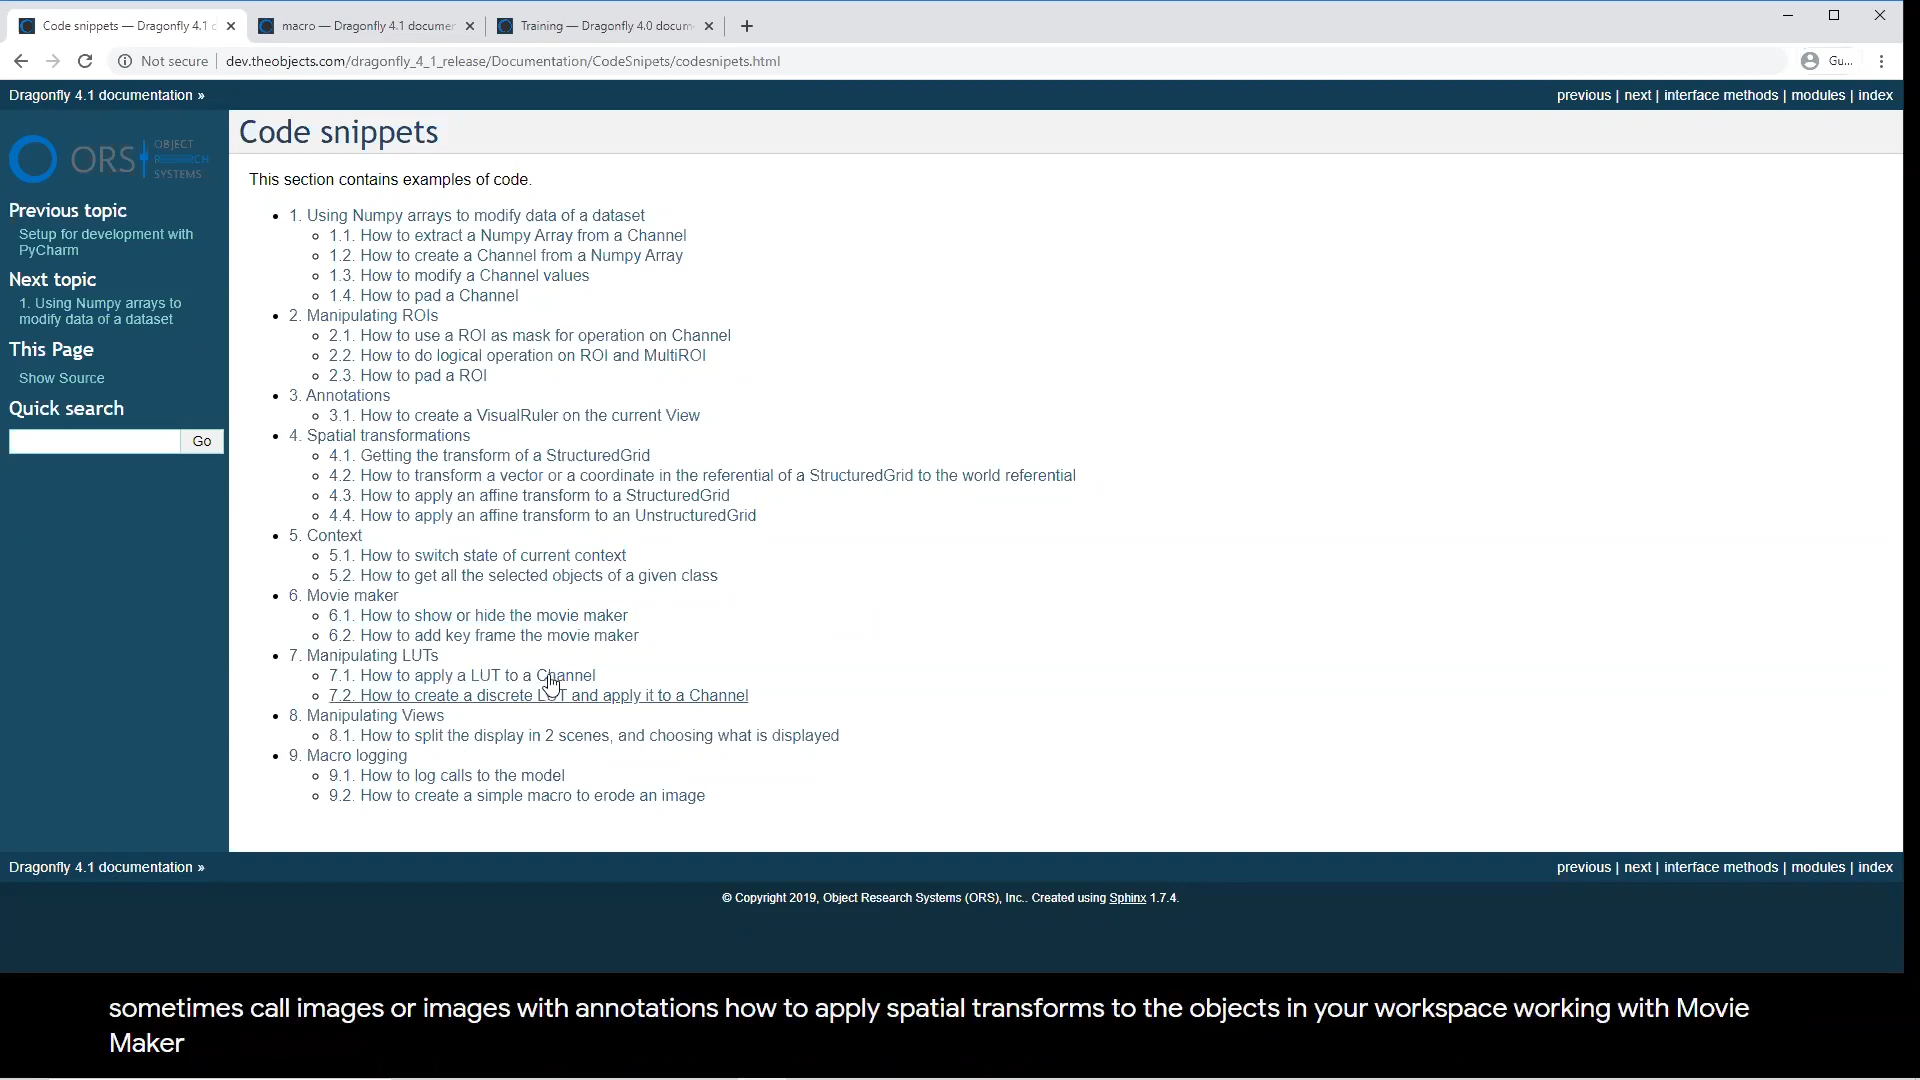 Code snippets — Dragonfly 4.1 c
macro — Dragonfly 4.1 documen
Training — Dragonfly 4.0 docum
Not secure
dev.theobjects.com/dragonfly_4_1_release/Documentation/CodeSnipets/codesnipets.html
Gu...
Dragonfly 4.1 documentation »
previous | next | interface methods | modules | index
ORS OBJECT RESEARCH SYSTEMS
Previous topic
Setup for development with
PyCharm
Next topic
1. Using Numpy arrays to
modify data of a dataset
This Page
Show Source
Quick search
Go
Code snippets
This section contains examples of code.
1. Using Numpy arrays to modify data of a dataset
1.1. How to extract a Numpy Array from a Channel
1.2. How to create a Channel from a Numpy Array
1.3. How to modify a Channel values
1.4. How to pad a Channel
2. Manipulating ROIs
2.1. How to use a ROI as mask for operation on Channel
2.2. How to do logical operation on ROI and MultiROI
2.3. How to pad a ROI
3. Annotations
3.1. How to create a VisualRuler on the current View
4. Spatial transformations
4.1. Getting the transform of a StructuredGrid
4.2. How to transform a vector or a coordinate in the referential of a StructuredGrid to the world referential
4.3. How to apply an affine transform to a StructuredGrid
4.4. How to apply an affine transform to an UnstructuredGrid
5. Context
5.1. How to switch state of current context
5.2. How to get all the selected objects of a given class
6. Movie maker
6.1. How to show or hide the movie maker
6.2. How to add key frame the movie maker
7. Manipulating LUTs
7.1. How to apply a LUT to a Channel
7.2. How to create a discrete LUT and apply it to a Channel
8. Manipulating Views
8.1. How to split the display in 2 scenes, and choosing what is displayed
9. Macro logging
9.1. How to log calls to the model
9.2. How to create a simple macro to erode an image
Dragonfly 4.1 documentation »
previous | next | interface methods | modules | index
© Copyright 2019, Object Research Systems (ORS), Inc.. Created using Sphinx 1.7.4.
sometimes call images or images with annotations how to apply spatial transforms to the objects in your workspace working with Movie
Maker